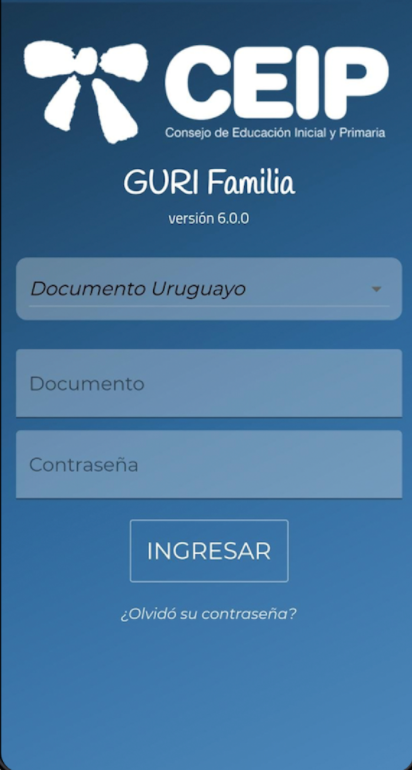 CEIP
Consejo de Educación Inicial y Primaria
GURI Familia
versión 6.0.0
Documento Uruguayo
Documento
Contraseña
INGRESAR
¿Olvidó su contraseña?